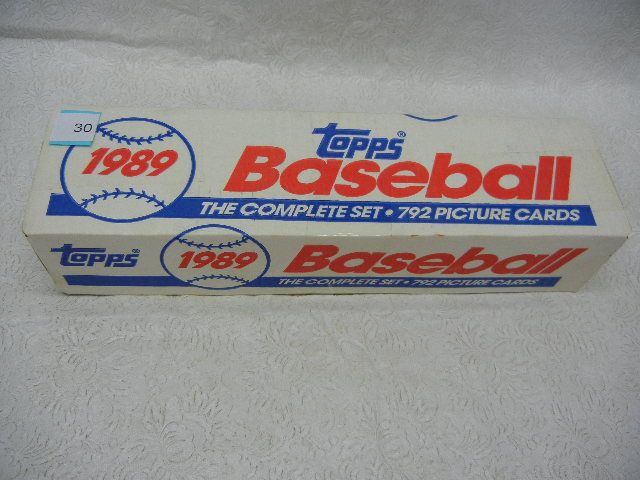 30
1989
TOPPS®
Baseball
THE COMPLETE SET • 792 PICTURE CARDS
TOPPS®
1989
Baseball
THE COMPLETE SET • 792 PICTURE CARDS